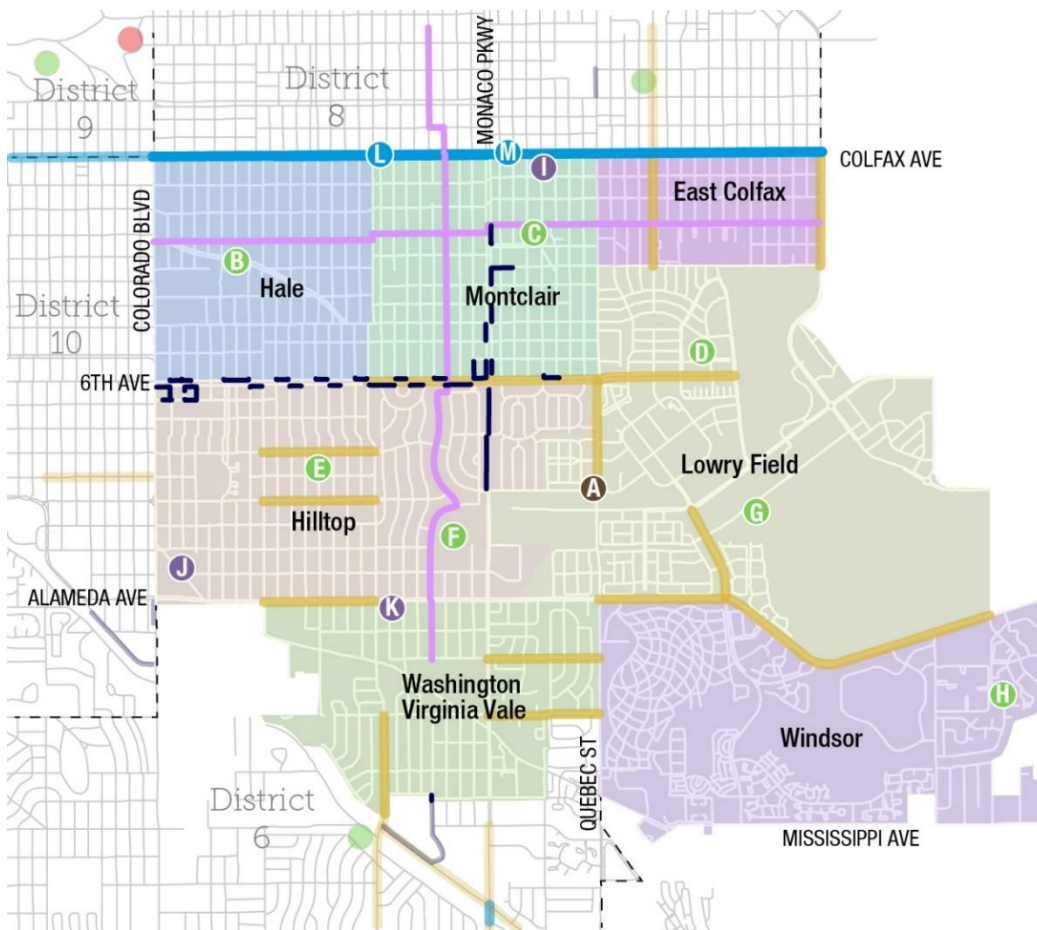 MONACO PKWY
District
9
District
8
L
M
I
COLFAX AVE
East Colfax
COLORADO BLVD
B
C
Hale
Montclair
District
10
D
6TH AVE
E
A
Lowry Field
Hilltop
F
G
J
ALAMEDA AVE
K
Washington
Virginia Vale
H
Windsor
QUEBEC ST
District
6
MISSISSIPPI AVE